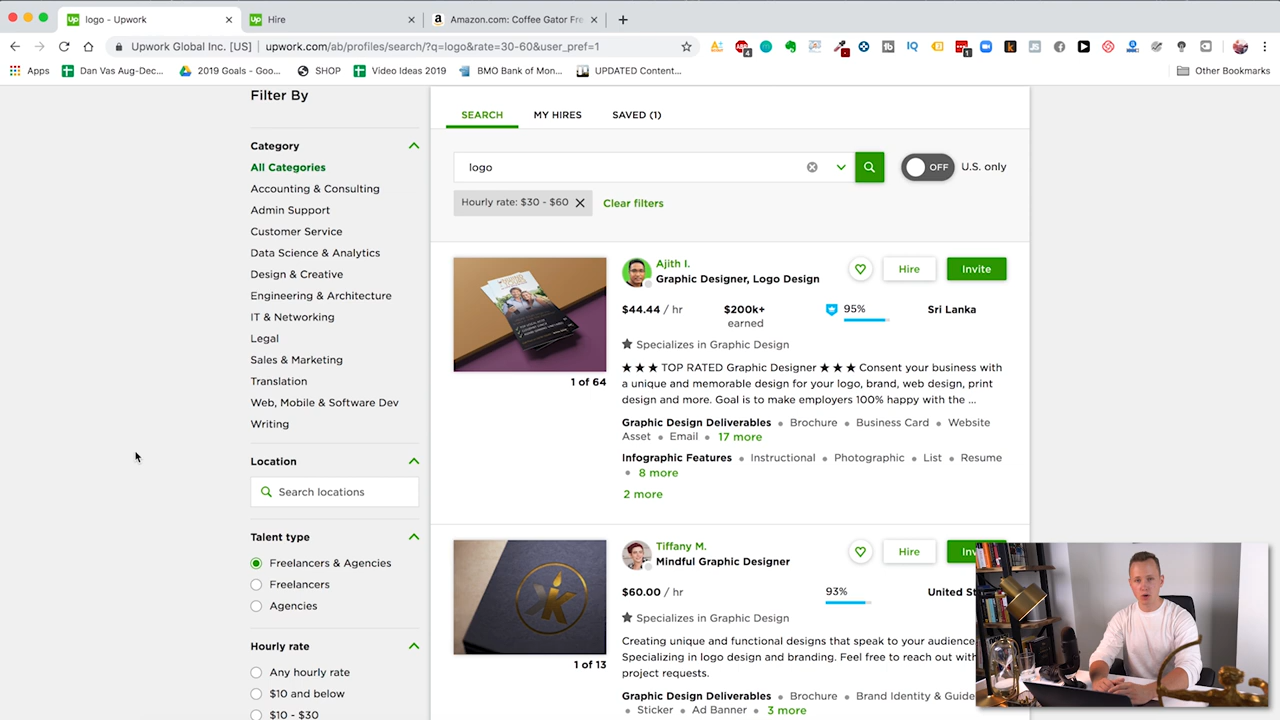 logo - Upwork
Hire
Amazon.com: Coffee Gator Fre
Upwork Global Inc. [US] | upwork.com/ab/profiles/search/?q=logo&rate=30-60&user_pref=1
Apps
Dan Vas Aug-Dec...
2019 Goals - Goo...
SHOP
Video Ideas 2019
BMO Bank of Mon...
UPDATED Content...
Other Bookmarks
Filter By
Category
All Categories
Accounting & Consulting
Admin Support
Customer Service
Data Science & Analytics
Design & Creative
Engineering & Architecture
IT & Networking
Legal
Sales & Marketing
Translation
Web, Mobile & Software Dev
Writing
Location
Search locations
Talent type
Freelancers & Agencies
Freelancers
Agencies
Hourly rate
Any hourly rate
$10 and below
$10 - $30
SEARCH
MY HIRES
SAVED (1)
logo
OFF
U.S. only
Hourly rate: $30 - $60
Clear filters
Ajith I.
Graphic Designer, Logo Design
Hire
Invite
$44.44 / hr
$200k+
earned
95%
Sri Lanka
Specializes in Graphic Design
★ ★ ★ TOP RATED Graphic Designer ★ ★ ★ Consent your business with
a unique and memorable design for your logo, brand, web design, print
design and more. Goal is to make employers 100% happy with the ...
1 of 64
Graphic Design Deliverables • Brochure • Business Card • Website
Asset • Email • 17 more
Infographic Features • Instructional • Photographic • List • Resume
• 8 more
2 more
Tiffany M.
Mindful Graphic Designer
Hire
Inv
$60.00 / hr
93%
United St
Specializes in Graphic Design
Creating unique and functional designs that speak to your audience
Specializing in logo design and branding. Feel free to reach out with
project requests.
1 of 13
Graphic Design Deliverables • Brochure • Brand Identity & Guide
• Sticker • Ad Banner • 3 more